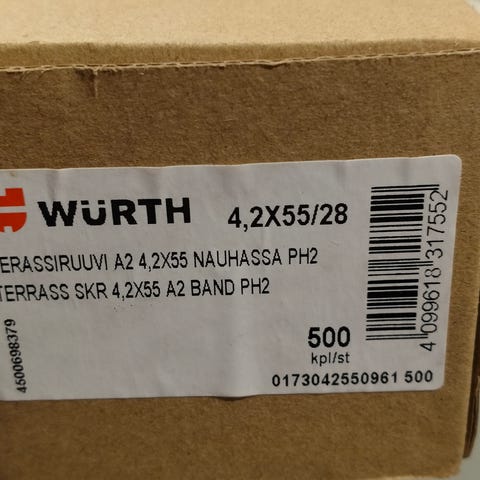 WÜRTH 4,2X55/28
ERASSIRUUVI A2 4,2X55 NAUHASSA PH2
TERRASS SKR 4,2X55 A2 BAND PH2
500
kpl/st
0173042550961 500
4500698379
4 099618 317552